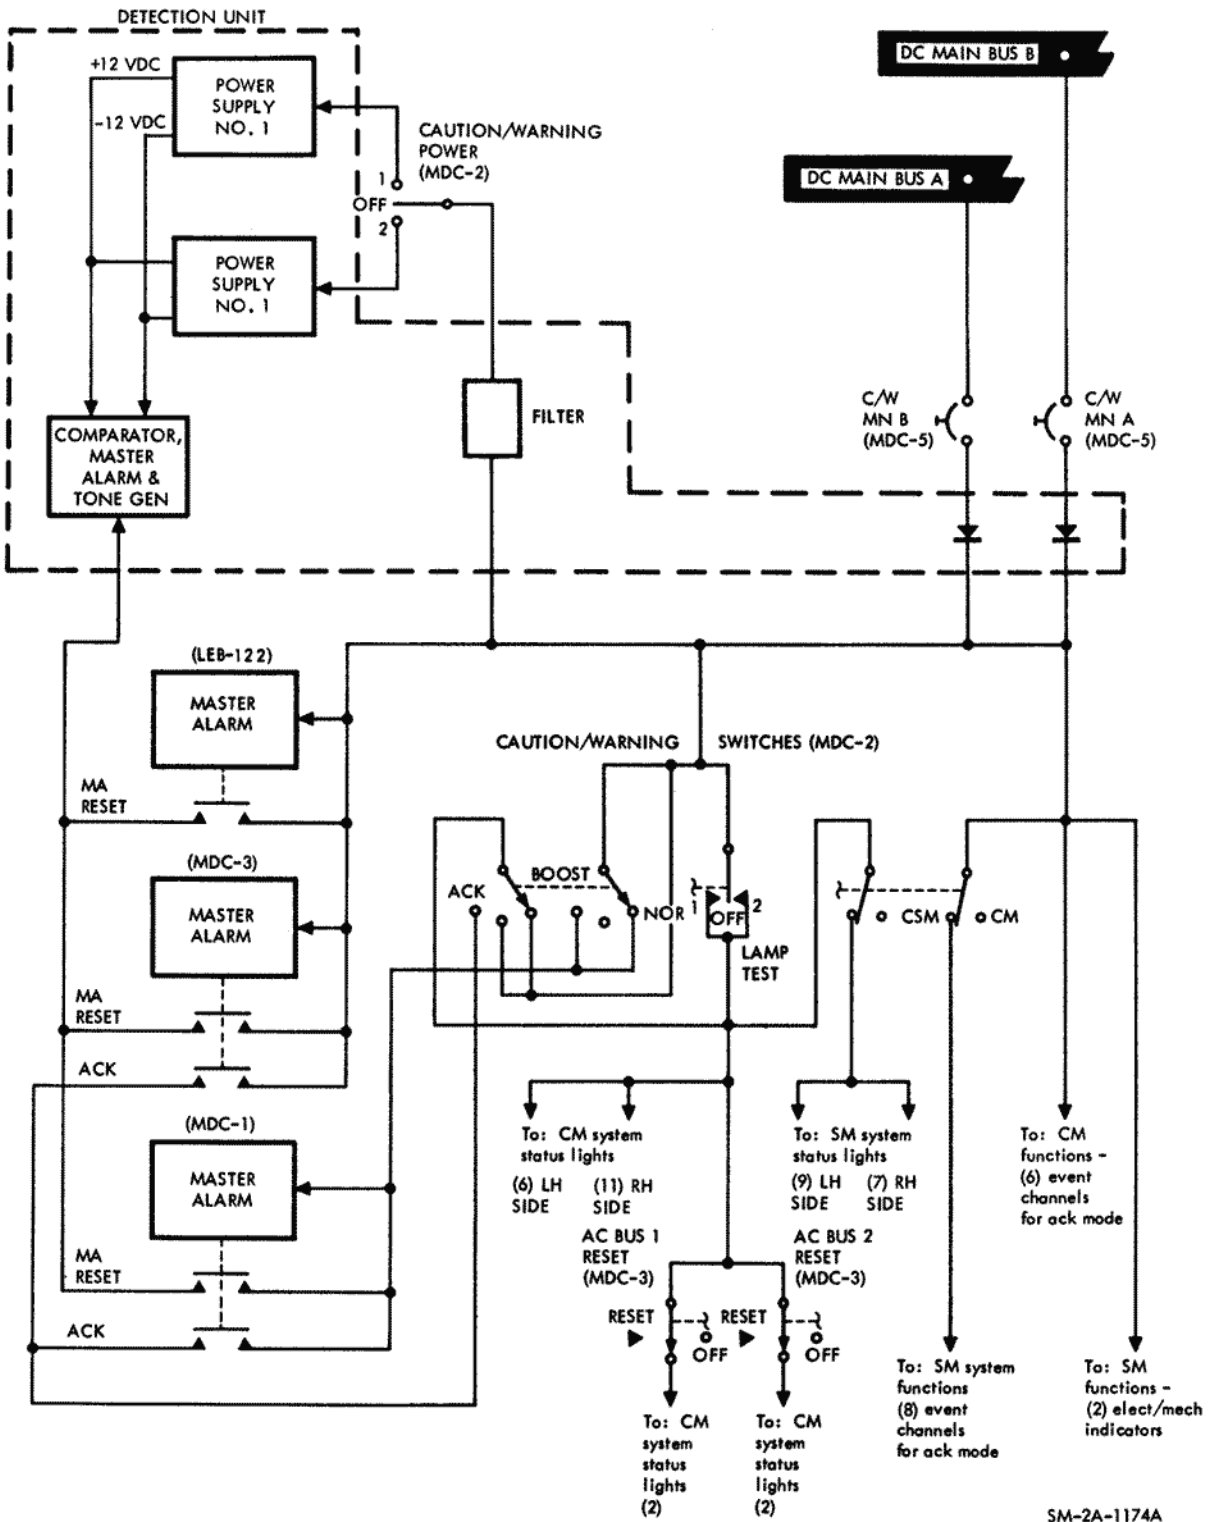 DETECTION UNIT
+12 VDC
-12 VDC
POWER
SUPPLY
NO. 1
CAUTION/WARNING
POWER
(MDC-2)
1
OFF
2
POWER
SUPPLY
NO. 1
DC MAIN BUS B
DC MAIN BUS A
FILTER
C/W
MN B
(MDC-5)
C/W
MN A
(MDC-5)
COMPARATOR,
MASTER
ALARM &
TONE GEN
(LEB-122)
MASTER
ALARM
MA
RESET
CAUTION/WARNING SWITCHES (MDC-2)
(MDC-3)
MASTER
ALARM
MA
RESET
ACK
ACK
BOOST
NOR
1
OFF
2
LAMP
TEST
CSM
CM
(MDC-1)
MASTER
ALARM
MA
RESET
ACK
To: CM system
status lights
(6) LH
SIDE
(11) RH
SIDE
To: SM system
status lights
(9) LH
SIDE
(7) RH
SIDE
To: CM
functions -
(6) event
channels
for ack mode
AC BUS 1
RESET
(MDC-3)
AC BUS 2
RESET
(MDC-3)
RESET
OFF
RESET
OFF
To: CM
system
status
lights
(2)
To: CM
system
status
lights
(2)
To: SM system
functions
(8) event
channels
for ack mode
To: SM
functions -
(2) elect/mech
indicators
SM-2A-1174A